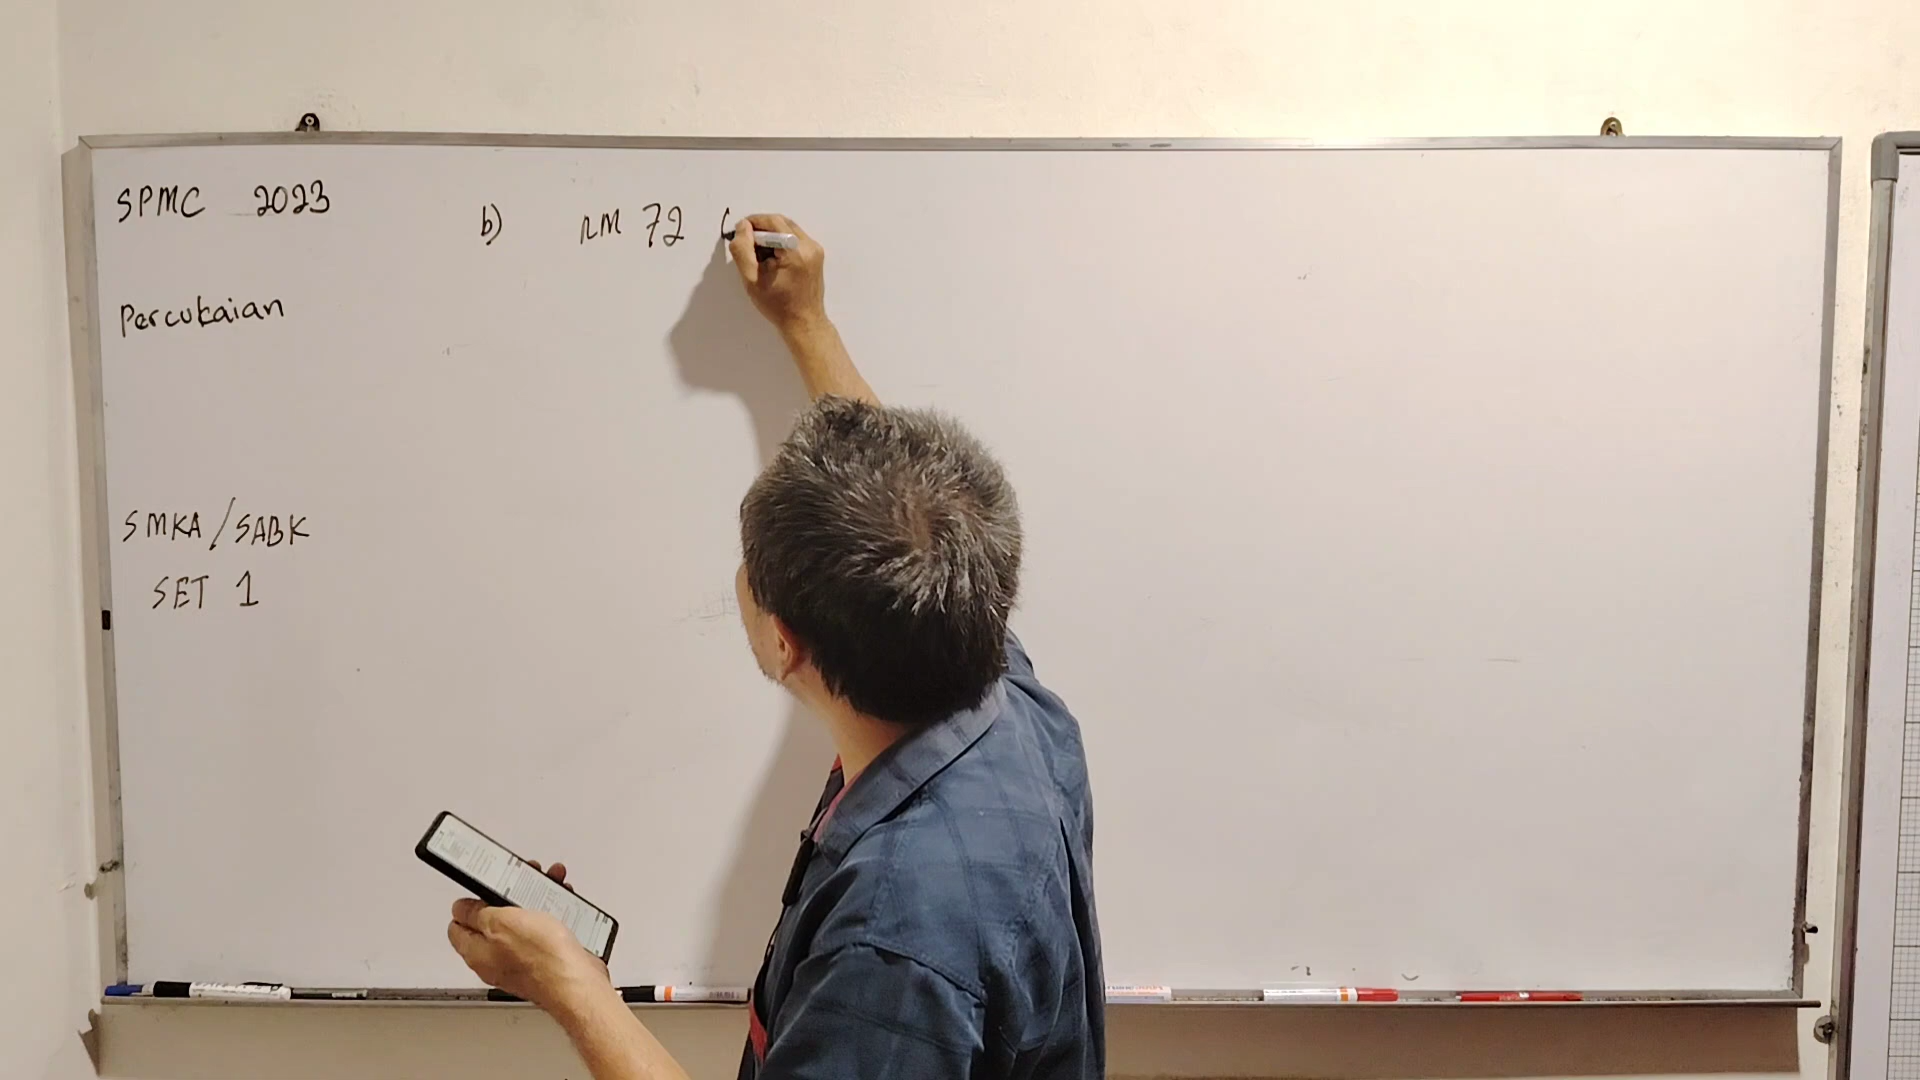 SPMC 2023
b) RM 72
Percukaian
SMKA/SABK
SET 1